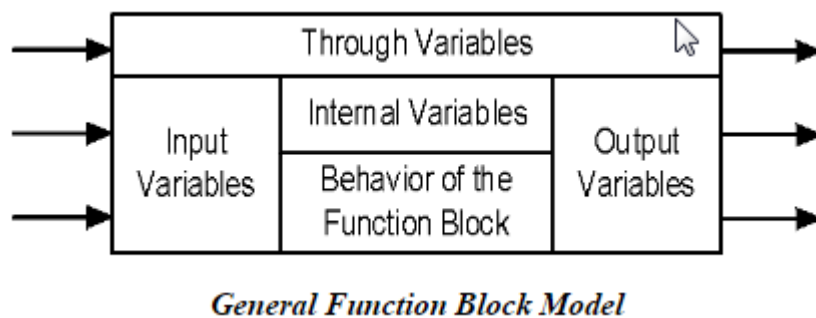 Through Variables
Input
Variables
Internal Variables
Behavior of the
Function Block
Output
Variables
General Function Block Model